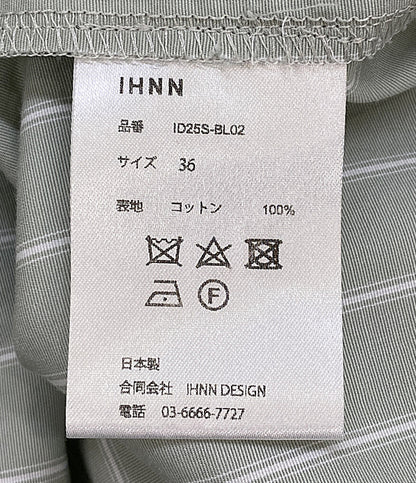 IHNN
品番 ID25S-BL02
サイズ 36
表地 コットン 100%
F
日本製
合同会社 IHNN DESIGN
電話 03-6666-7727